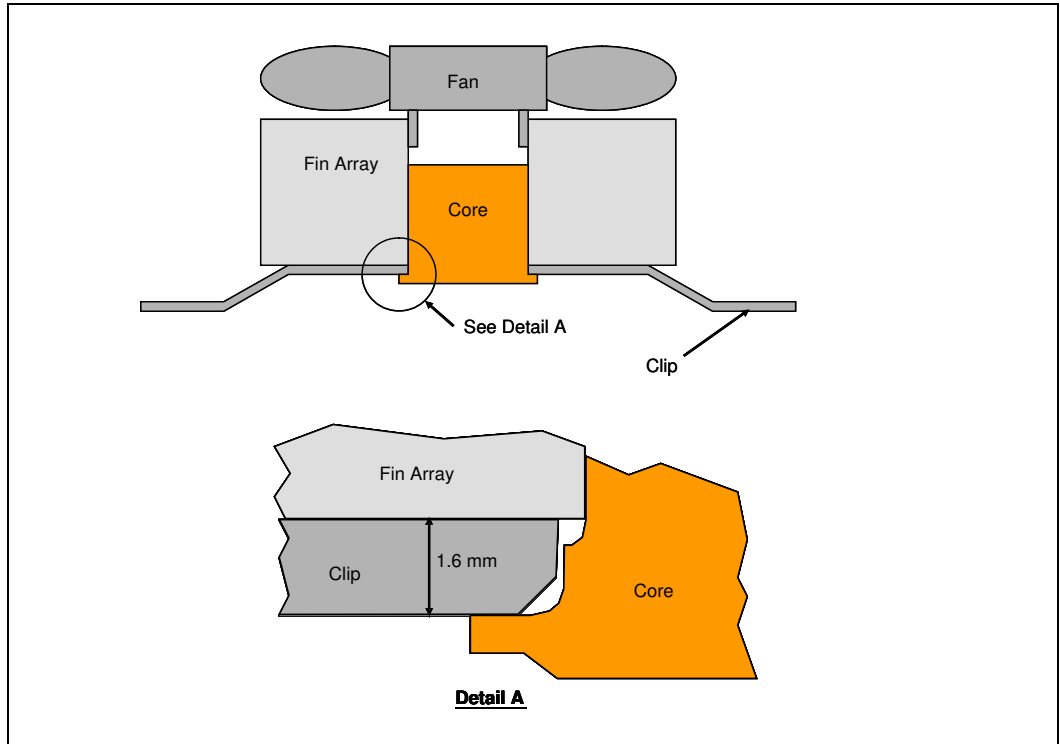 Fan
Fin Array
Core
See Detail A
Clip
Fin Array
Clip
1.6 mm
Core
Detail A